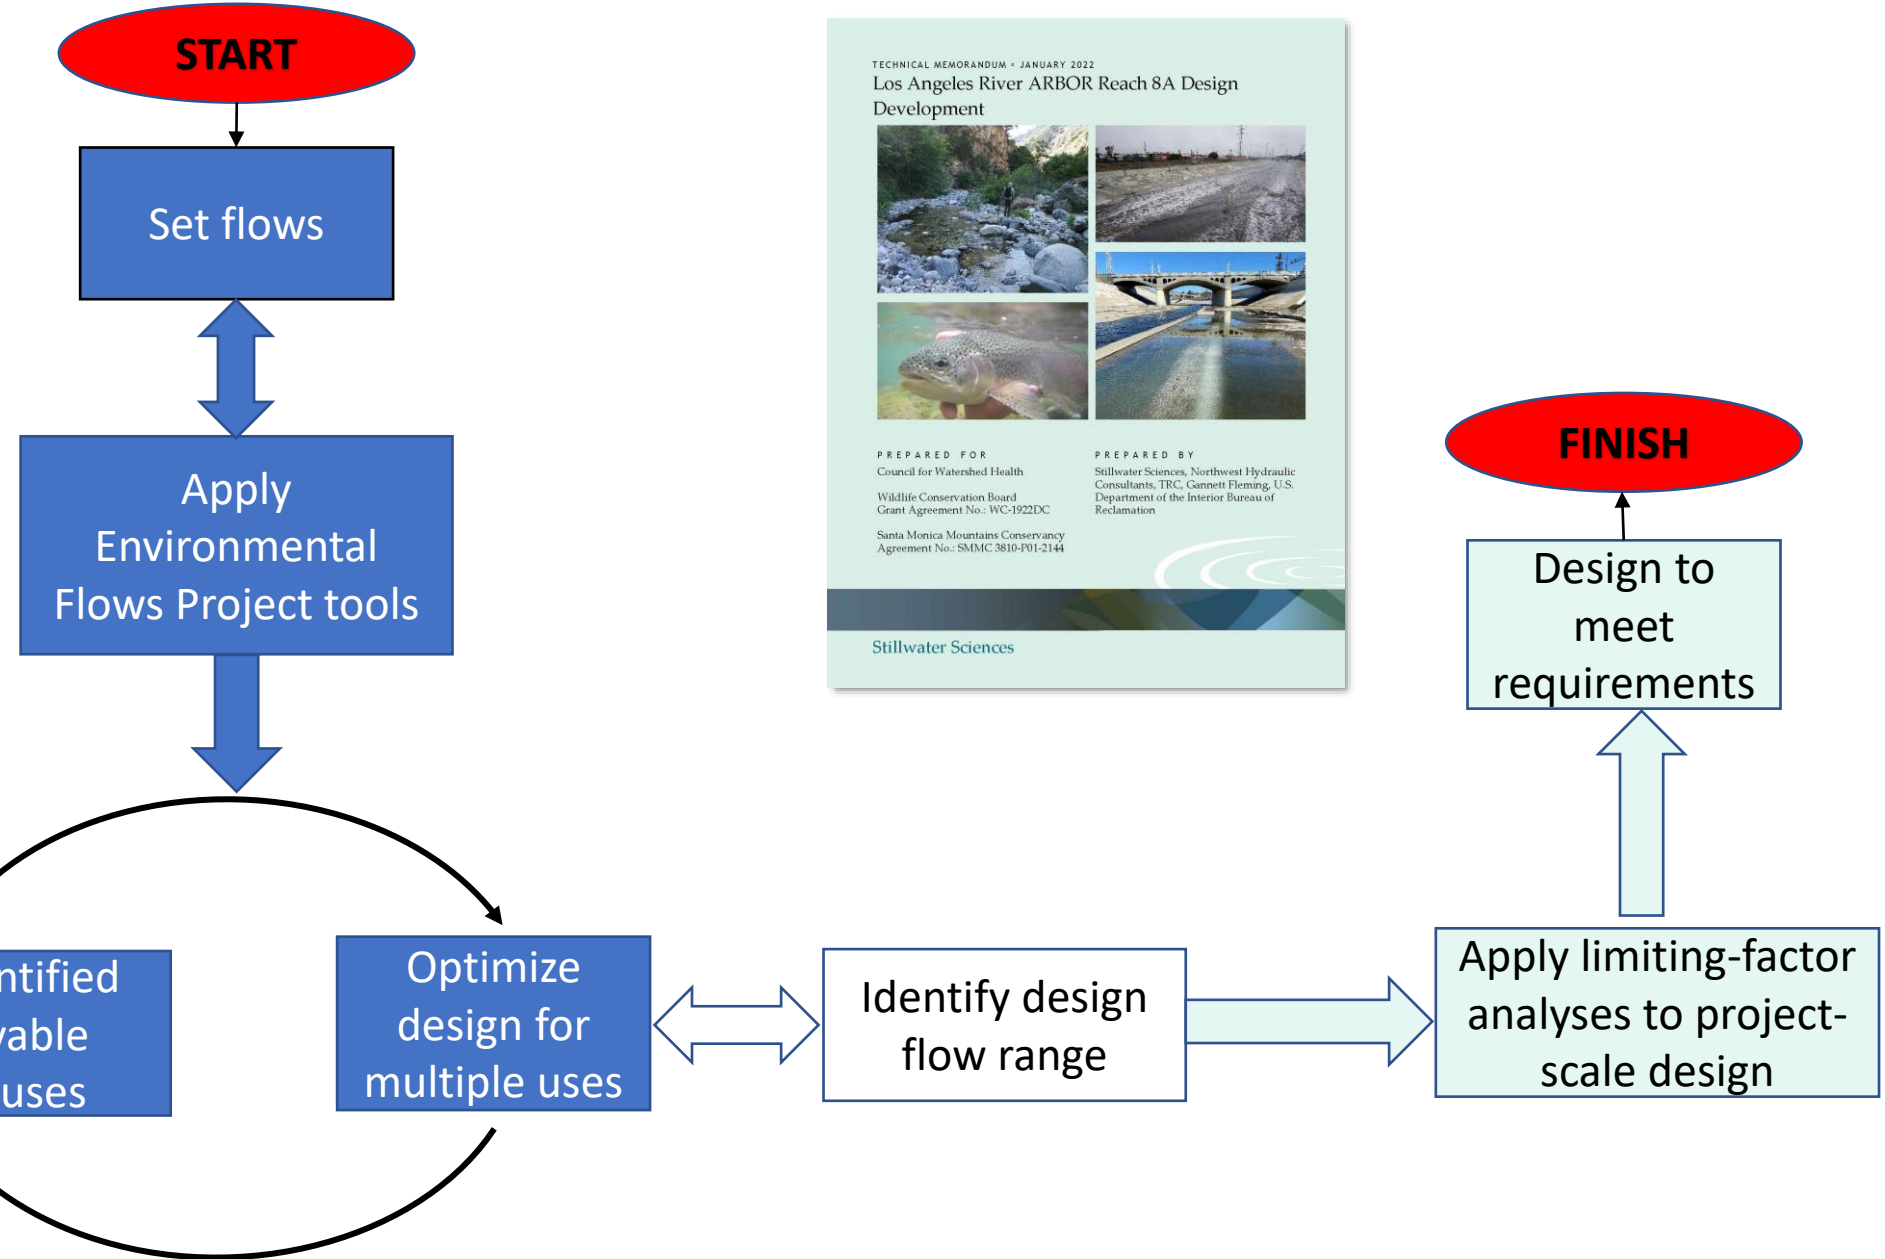 START
Set flows
Apply
Environmental
Flows Project tools
TECHNICAL MEMORANDUM ▫ JANUARY 2022
Los Angeles River ARBOR Reach 8A Design
Development
PREPARED FOR
Council for Watershed Health
Wildlife Conservation Board
Grant Agreement No.: WC-1922DC
Santa Monica Mountains Conservancy
Agreement No.: SMMC 3810-P01-2144
PREPARED BY
Stillwater Sciences, Northwest Hydraulic
Consultants, TRC, Gannett Fleming, U.S.
Department of the Interior Bureau of
Reclamation
Stillwater Sciences
uses
Optimize
design for
multiple uses
Identify design
flow range
Apply limiting-factor
analyses to project-
scale design
Design to
meet
requirements
FINISH